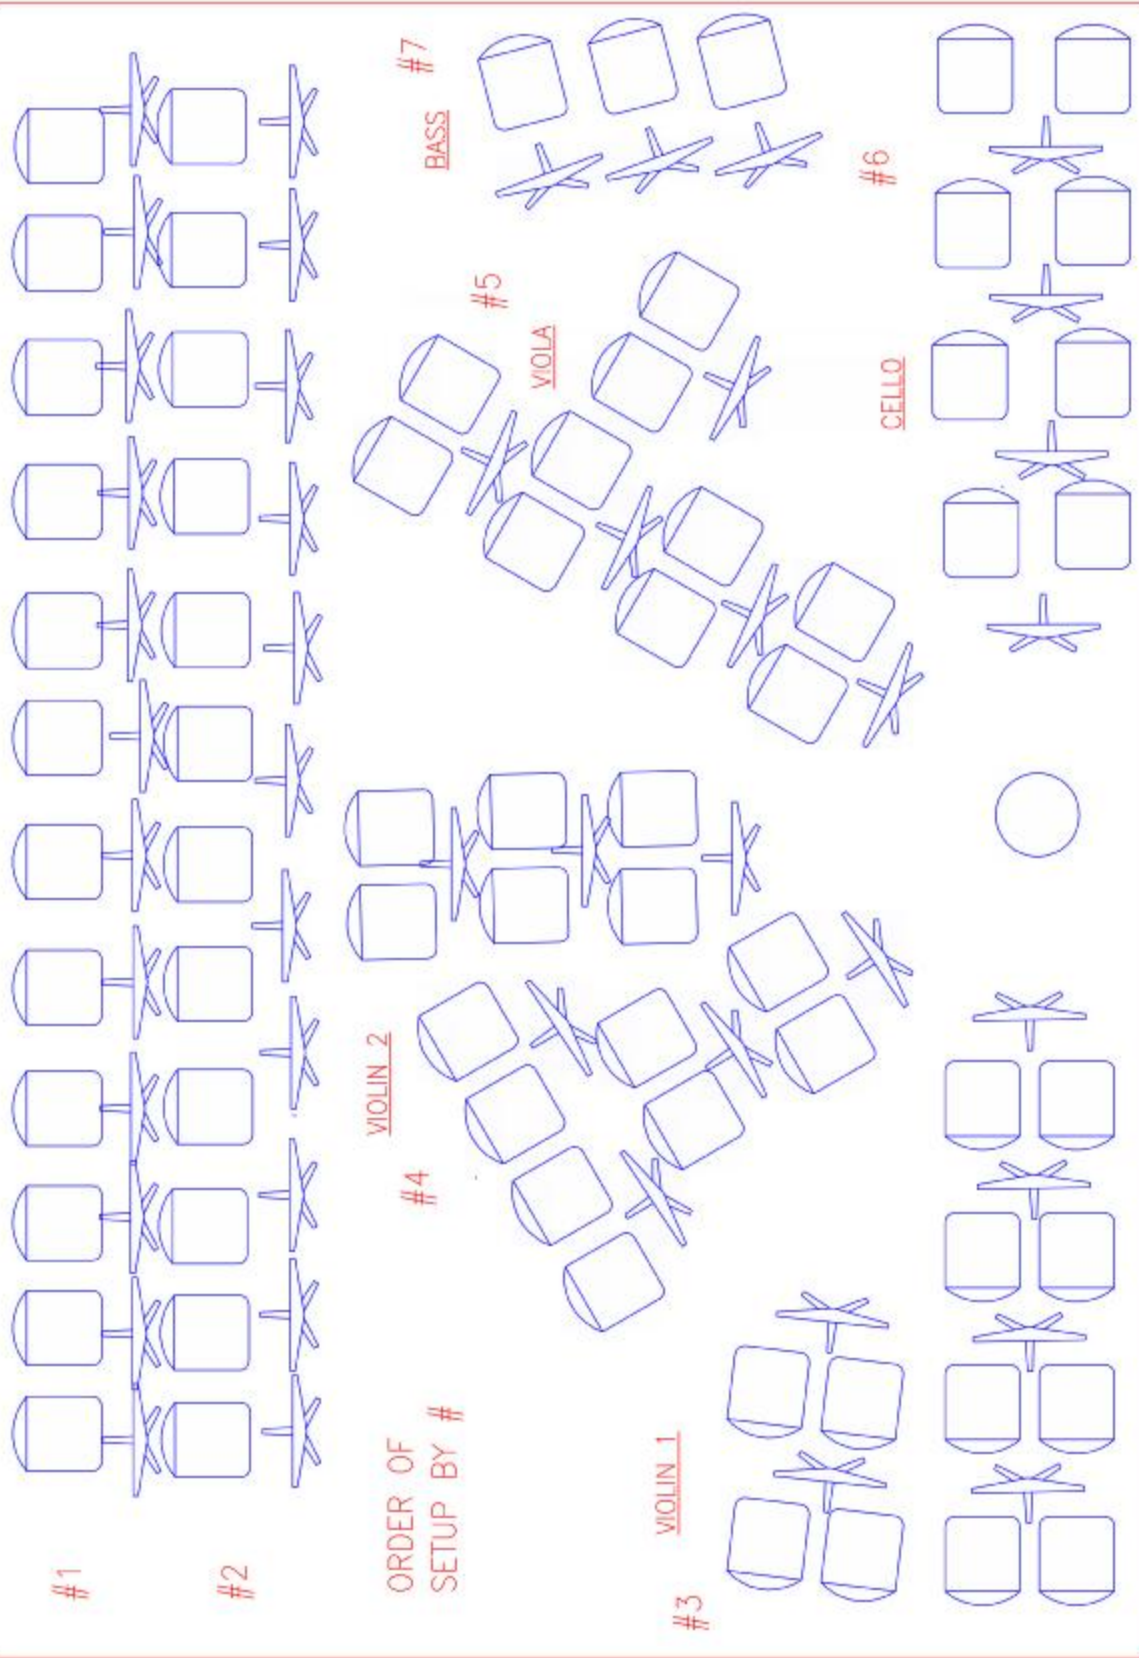 #1
#2
ORDER OF
SETUP BY #
#3
VIOLIN 1
#4
VIOLIN 2
#5
VIOLA
#7
BASS
#6
CELLO